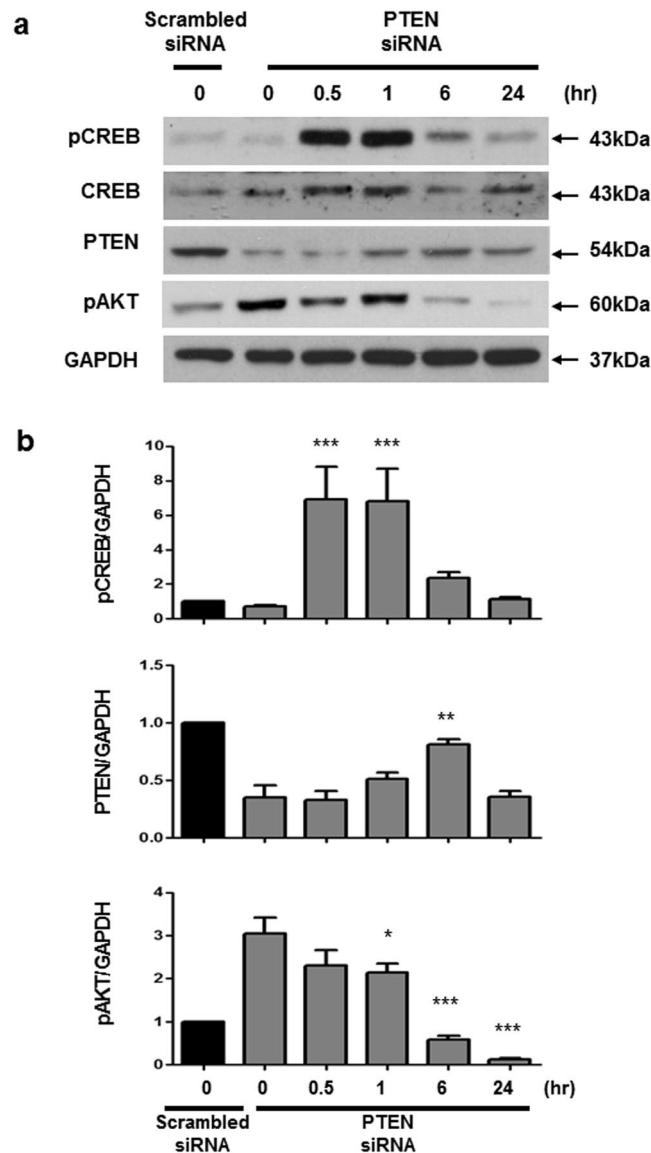 a
Scrambled siRNA
PTEN siRNA
0 0 0.5 1 6 24 (hr)
pCREB 43kDa
CREB 43kDa
PTEN 54kDa
pAKT 60kDa
GAPDH 37kDa
b
pCREB/GAPDH
10
8
6
4
2
0
*** ***
PTEN/GAPDH
1.5
1.0
0.5
0.0
**
pAKT/GAPDH
4
3
2
1
0
* *** ***
0 0 0.5 1 6 24 (hr)
Scrambled siRNA
PTEN siRNA